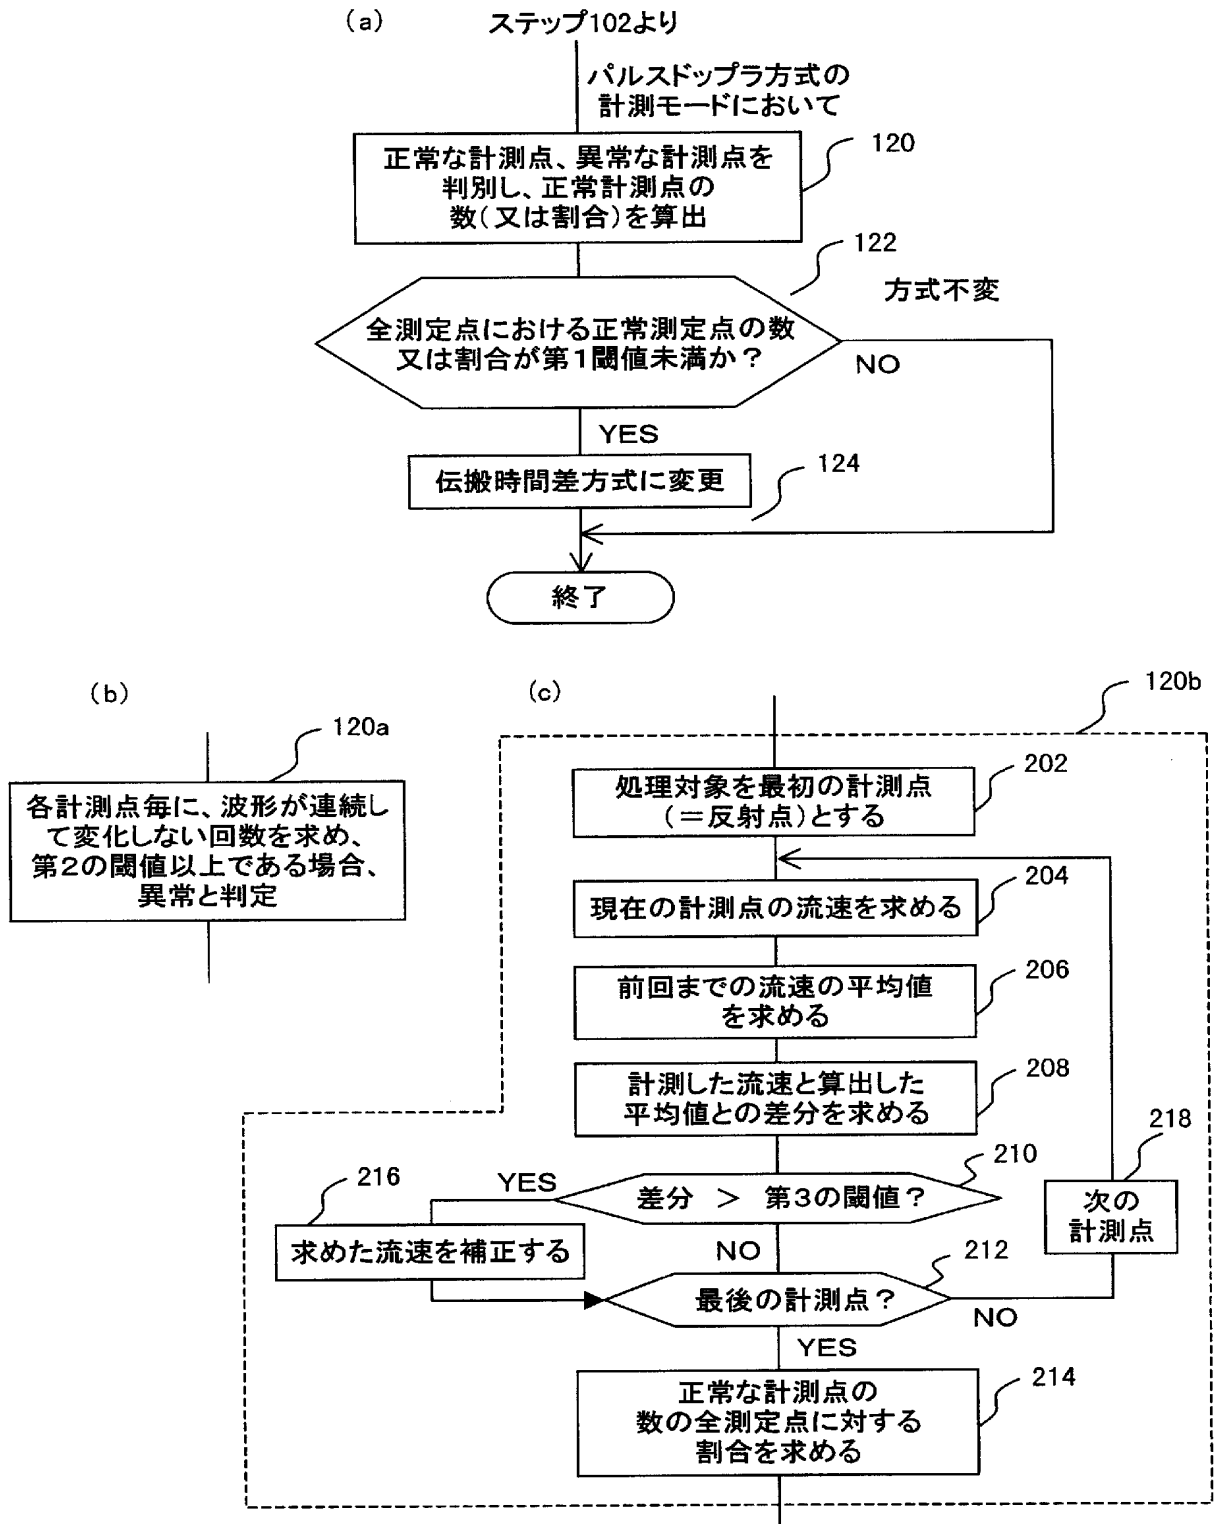 (a)
ステップ102より
パルスドップラ方式の
計測モードにおいて
120
正常な計測点、異常な計測点を
判別し、正常計測点の
数(又は割合)を算出
122
方式不変
全測定点における正常測定点の数
又は割合が第1閾値未満か?
NO
YES
124
伝搬時間差方式に変更
終了
(b)
120a
各計測点毎に、波形が連続し
て変化しない回数を求め、
第2の閾値以上である場合、
異常と判定
(c)
120b
202
処理対象を最初の計測点
(=反射点)とする
204
現在の計測点の流速を求める
206
前回までの流速の平均値
を求める
208
計測した流速と算出した
平均値との差分を求める
218
次の
計測点
210
差分 > 第3の閾値?
YES
216
求めた流速を補正する
NO
212
最後の計測点?
NO
YES
214
正常な計測点の
数の全測定点に対する
割合を求める